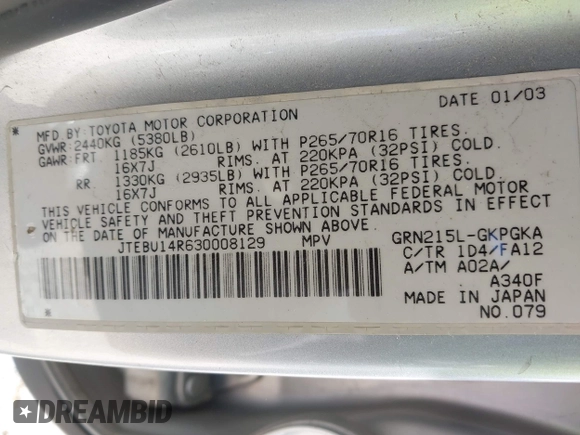 DATE 01/03
MFD BY TOYOTA MOTOR CORPORATION
GVWR:2440KG (5380LB)
GAWR:FRT. 1185KG (2610LB) WITH P265/70R16 TIRES.
16X7J RIMS. AT 220KPA (32PSI) COLD.
RR. 1330KG (2935LB) WITH P265/70R16 TIRES.
16X7J RIMS. AT 220KPA (32PSI) COLD.
THIS VEHICLE CONFORMS TO ALL APPLICABLE FEDERAL MOTOR
VEHICLE SAFETY AND THEFT PREVENTION STANDARDS IN EFFECT
ON THE DATE OF MANUFACTURE SHOWN ABOVE.
JTEBU14R630008129 MPV GRN215L-GKPGKA
C/TR 1D4/FA12
A/TM A02A/
A340F
MADE IN JAPAN
NO.079
DREAMBID